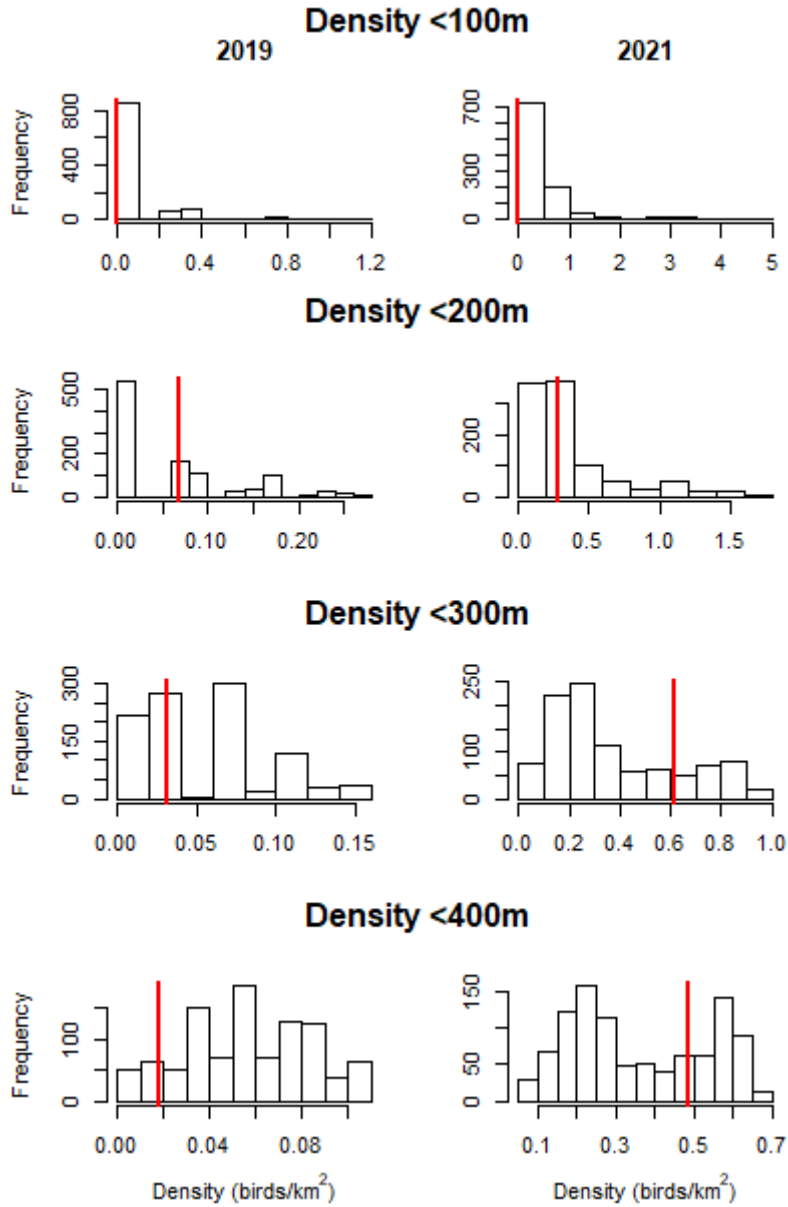 Density <100m
2019 2021
Frequency
0 400 800
0.0 0.4 0.8 1.2
0 300 700
0 1 2 3 4 5
Density <200m
Frequency
0 200 500
0.00 0.10 0.20
0 200
0.0 0.5 1.0 1.5
Density <300m
Frequency
0 150 300
0.00 0.05 0.10 0.15
0 100 250
0.0 0.2 0.4 0.6 0.8 1.0
Density <400m
Frequency
0 100
0.00 0.04 0.08
0 50 150
0.1 0.3 0.5 0.7
Density (birds/km²) Density (birds/km²)